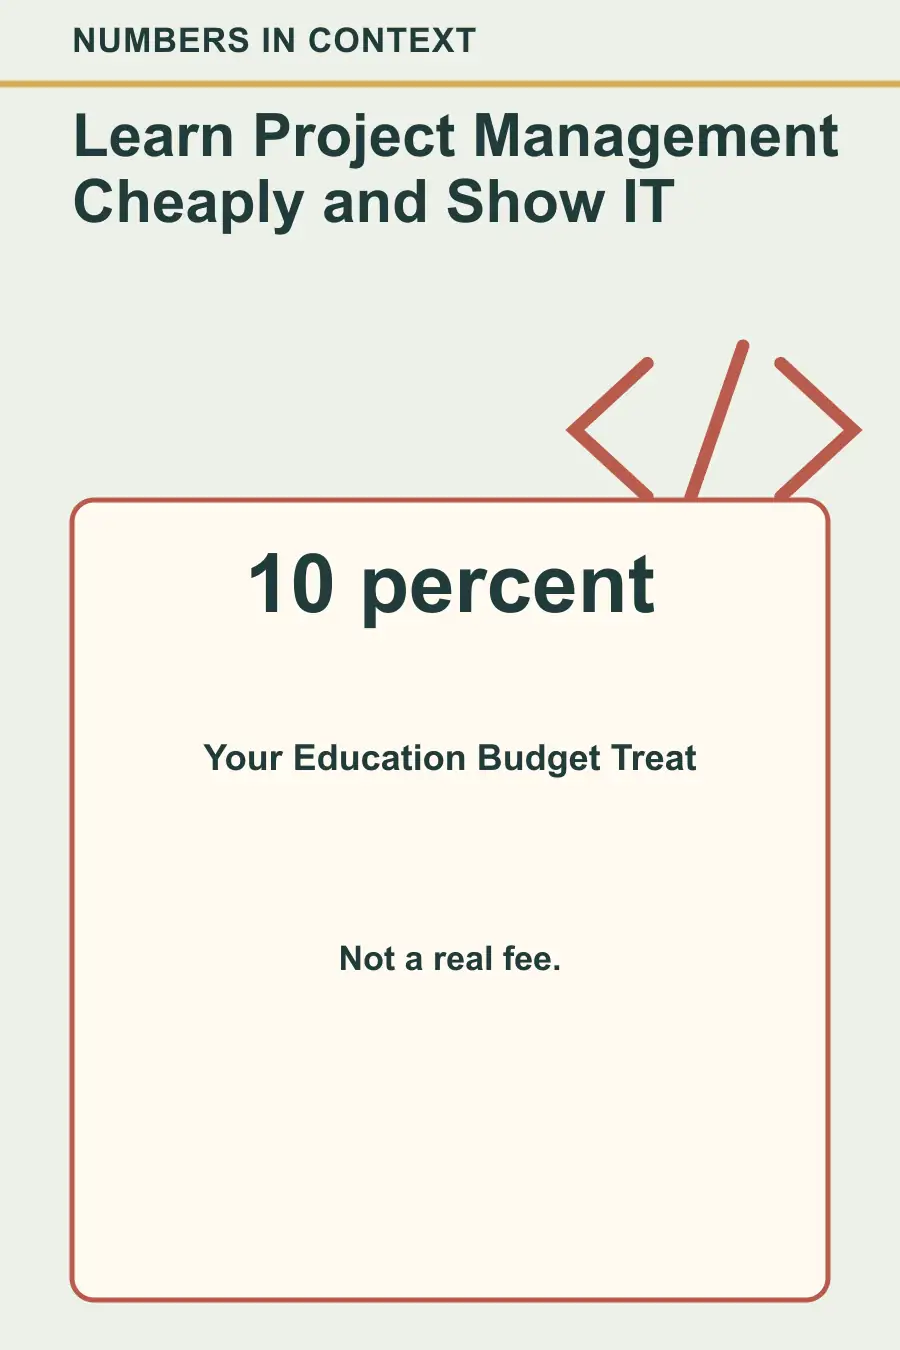 NUMBERS IN CONTEXT
Learn Project Management
Cheaply and Show IT
10 percent
Your Education Budget Treat
Not a real fee.